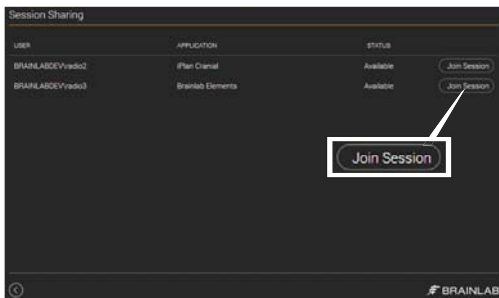 Session Sharing
USER APPLICATION STATUS
BRAINLABDEV\radio2 iPlan Cranial Available Join Session
BRAINLABDEV\radio3 Brainlab Elements Available Join Session
Join Session
BRAINLAB